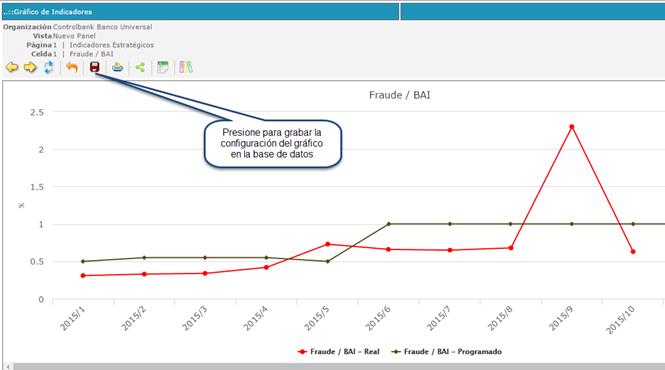 ..::Gráfico de Indicadores
Organización Controlbank Banco Universal
Vista Nuevo Panel
Página 1 | Indicadores Estratégicos
Celda 1 | Fraude / BAI
Fraude / BAI
Presione para grabar la
configuración del gráfico
en la base de datos
2.5
2
1.5
1
0.5
0
%
2015/1
2015/2
2015/3
2015/4
2015/5
2015/6
2015/7
2015/8
2015/9
2015/10
Fraude / BAI – Real
Fraude / BAI – Programado